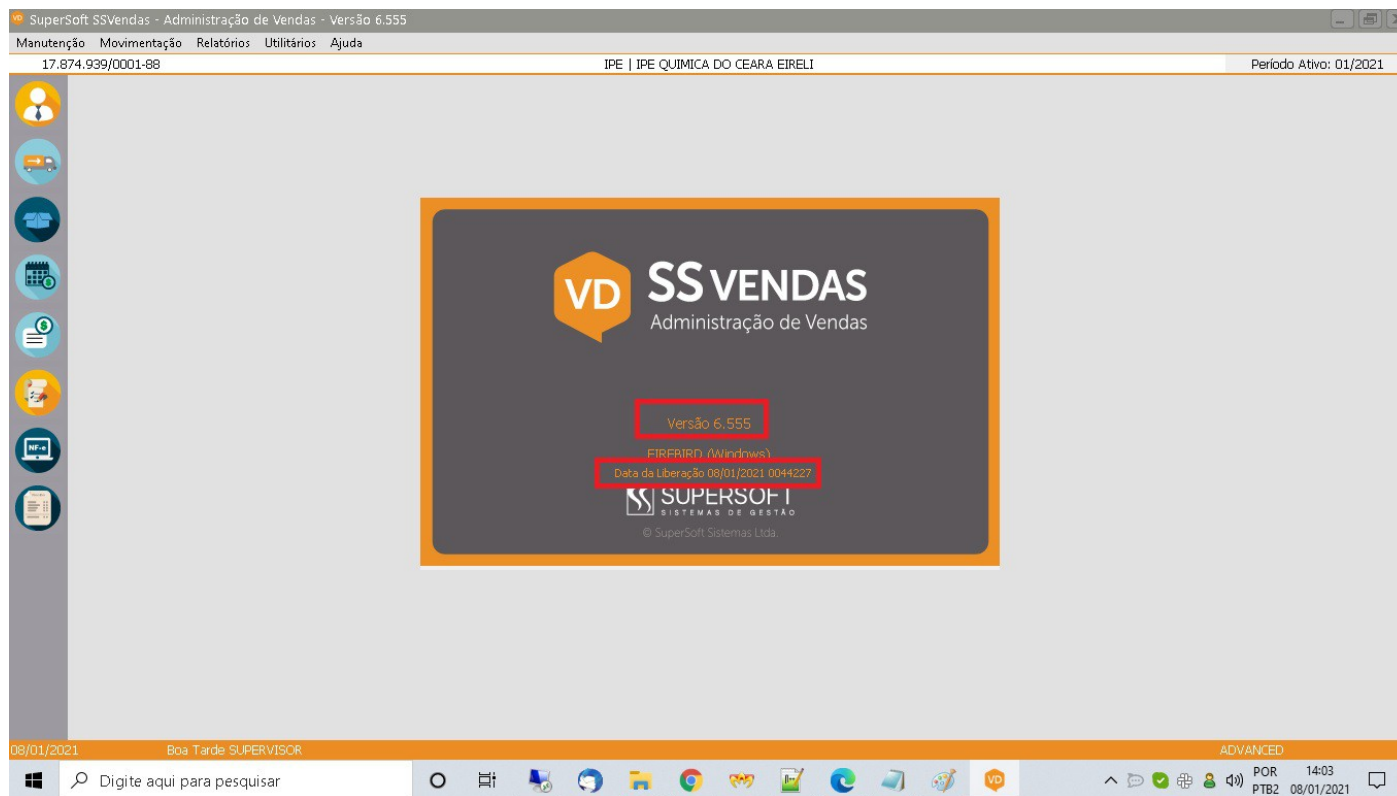 SuperSoft SSVendas - Administração de Vendas - Versão 6.555
Manutenção Movimentação Relatórios Utilitários Ajuda
17.874.939/0001-88 IPE | IPE QUIMICA DO CEARA EIRELI Período Ativo: 01/2021
VD SS VENDAS
Administração de Vendas
Versão 6.555
FIREBIRD (Windows)
Data da Liberação 08/01/2021 0044227
SUPERSOFT
SISTEMAS DE GESTÃO
© SuperSoft Sistemas Ltda.
NF-e
08/01/2021 Boa Tarde SUPERVISOR ADVANCED
Digite aqui para pesquisar VD POR 14:03
PTB2 08/01/2021